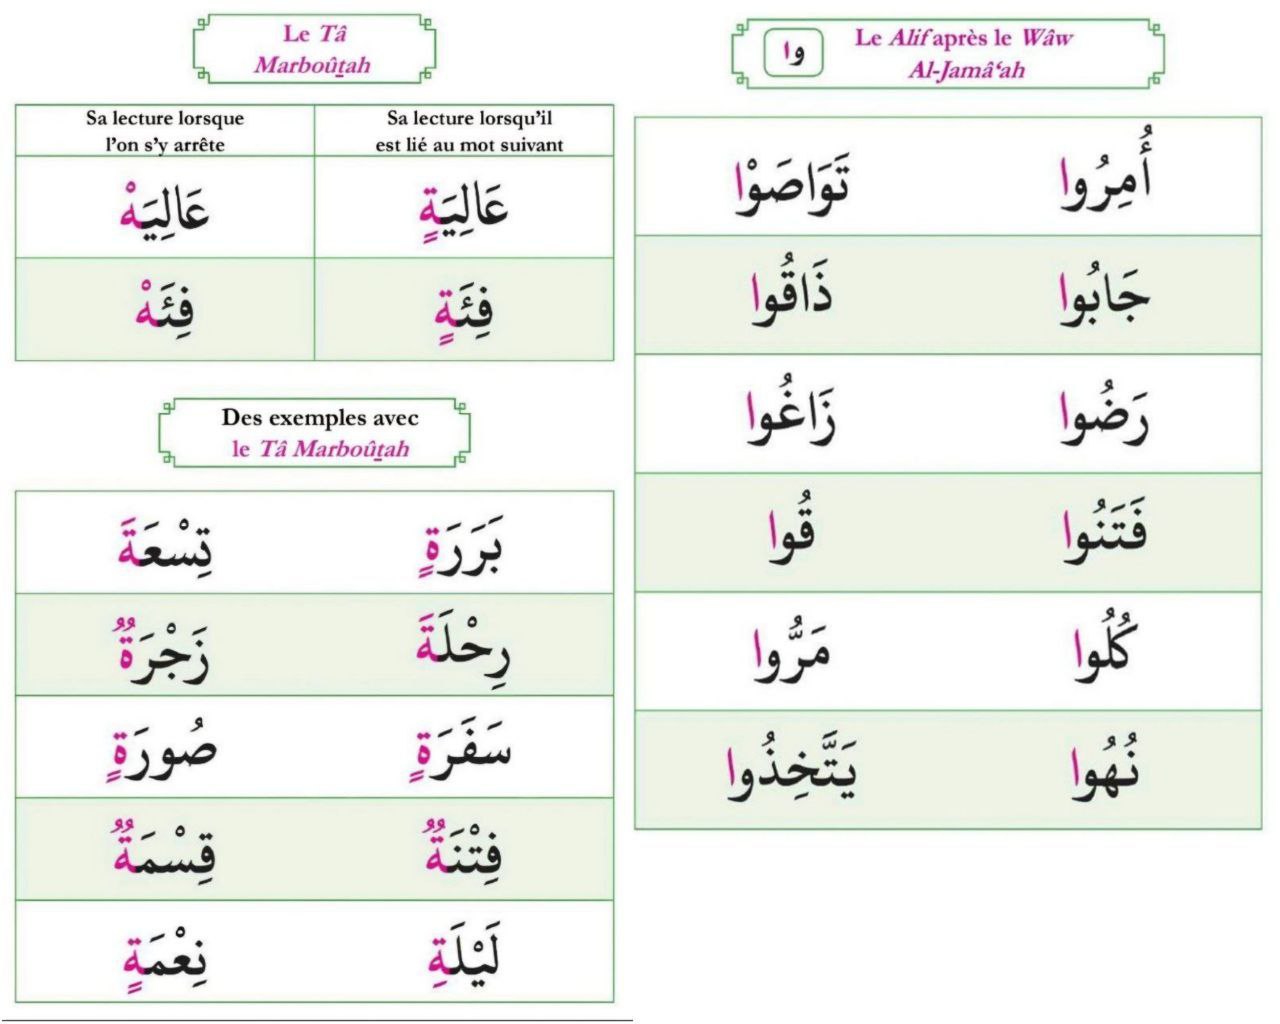 Le Tâ
Marboûṯah
Sa lecture lorsque
l’on s’y arrête
Sa lecture lorsqu’il
est lié au mot suivant
عَالِيَةٍ عَالِيَهْ
فِئَةٍ فِئَهْ
Des exemples avec
le Tâ Marboûṯah
بَرَرَةٍ تِسْعَةَ
رِحْلَةَ زَجْرَةٌ
سَفَرَةٍ صُورَةٍ
فِتْنَةٌ قِسْمَةٌ
لَيْلَةِ نِعْمَةٍ
وا
Le Alif après le Wâw
Al-Jamâ‘ah
أُمِرُوا تَوَاصَوْا
جَابُوا ذَاقُوا
رَضُوا زَاغُوا
فَتَنُوا قُوا
كُلُوا مَرُّوا
نُهُوا يَتَّخِذُوا